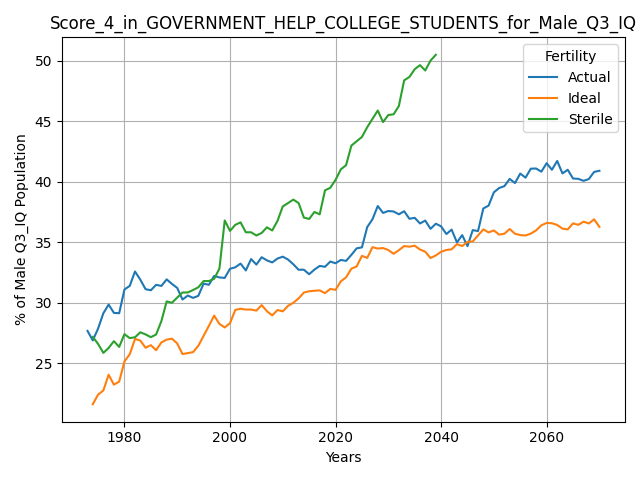 Score_4_in_GOVERNMENT_HELP_COLLEGE_STUDENTS_for_Male_Q3_IQ
Fertility
Actual
Ideal
Sterile
% of Male Q3_IQ Population
50
45
40
35
30
25
1980
2000
2020
2040
2060
Years